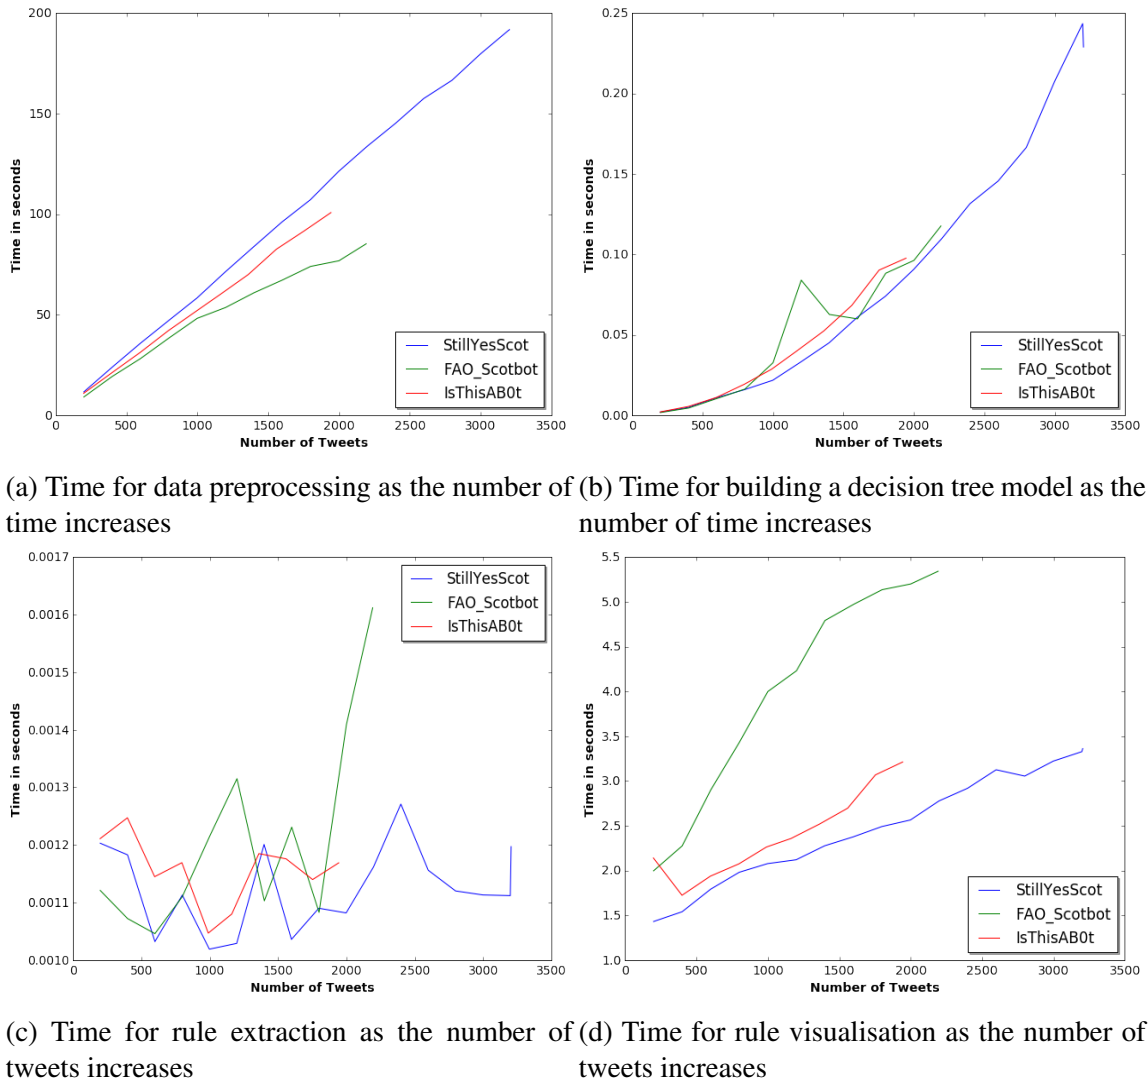 200
150
100
50
0
0 500 1000 1500 2000 2500 3000 3500
Time in seconds
Number of Tweets
StillYesScot
FAO_Scotbot
IsThisAB0t
0.25
0.20
0.15
0.10
0.05
0.00
0 500 1000 1500 2000 2500 3000 3500
Time in seconds
Number of Tweets
StillYesScot
FAO_Scotbot
IsThisAB0t
(a) Time for data preprocessing as the number of
time increases
(b) Time for building a decision tree model as the
number of time increases
0.0017
0.0016
0.0015
0.0014
0.0013
0.0012
0.0011
0.0010
0 500 1000 1500 2000 2500 3000 3500
Time in seconds
Number of Tweets
StillYesScot
FAO_Scotbot
IsThisAB0t
5.5
5.0
4.5
4.0
3.5
3.0
2.5
2.0
1.5
1.0
0 500 1000 1500 2000 2500 3000 3500
Time in seconds
Number of Tweets
StillYesScot
FAO_Scotbot
IsThisAB0t
(c) Time for rule extraction as the number of
tweets increases
(d) Time for rule visualisation as the number of
tweets increases